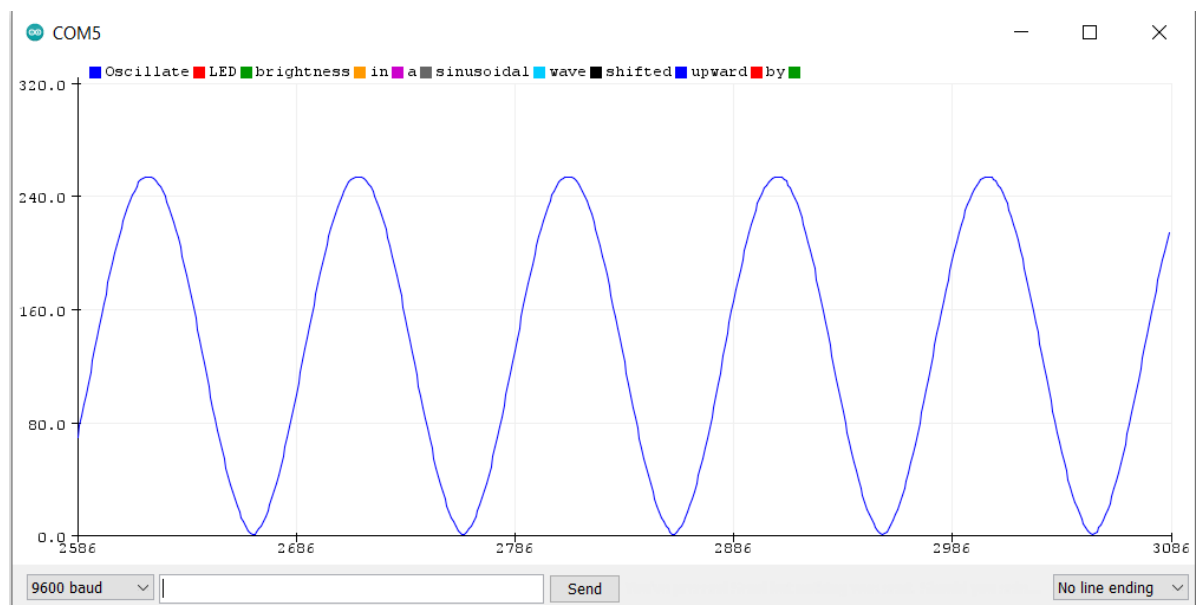 COM5
Oscillate LED brightness in a sinusoidal wave shifted upward by
320.0
240.0
160.0
80.0
0.0
2586 2686 2786 2886 2986 3086
9600 baud Send No line ending